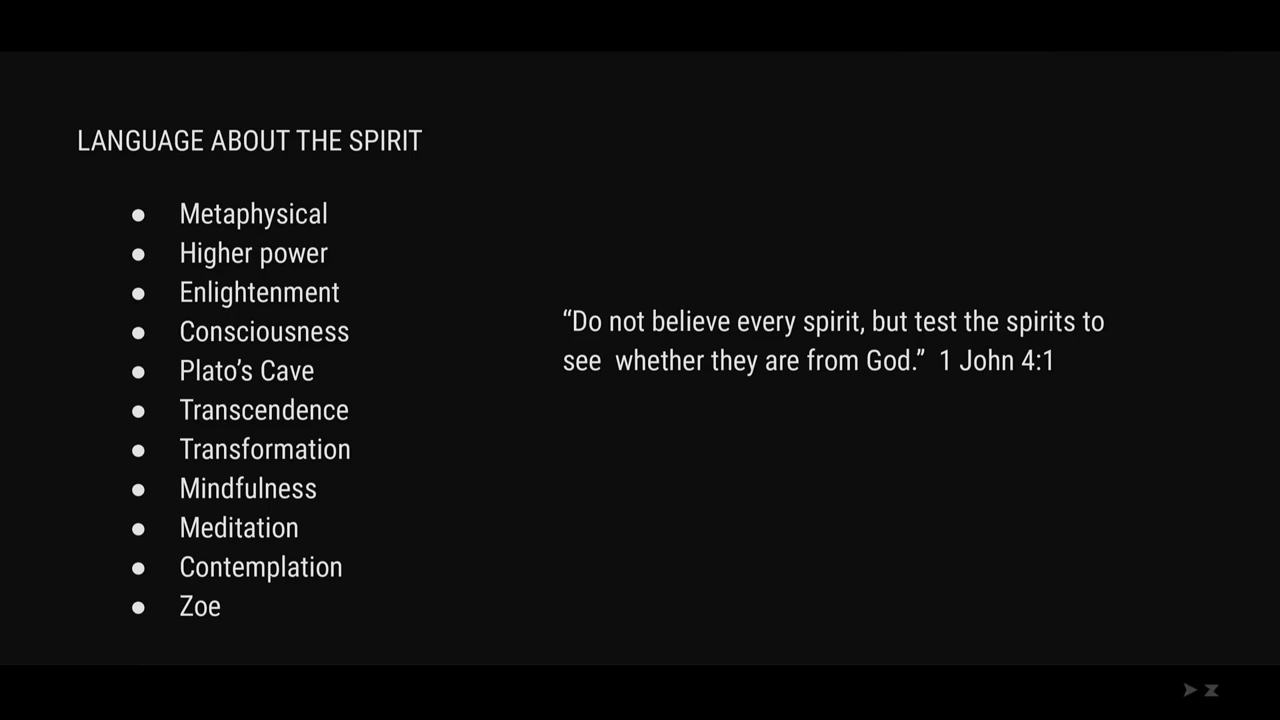 LANGUAGE ABOUT THE SPIRIT
● Metaphysical
● Higher power
● Enlightenment
● Consciousness
● Plato’s Cave
● Transcendence
● Transformation
● Mindfulness
● Meditation
● Contemplation
● Zoe
“Do not believe every spirit, but test the spirits to
see  whether they are from God.”  1 John 4:1